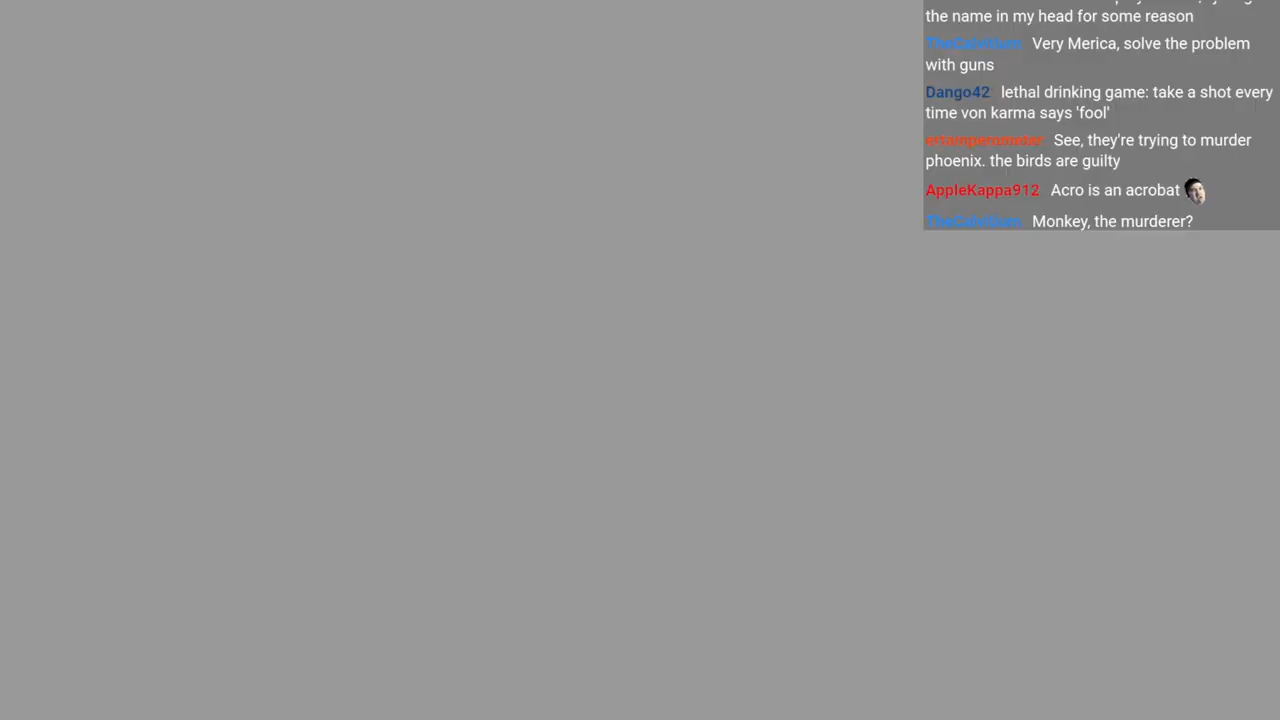 the name in my head for some reason
Very Merica, solve the problem
with guns
Dango42 lethal drinking game: take a shot every
time von karma says 'fool'
See, they're trying to murder
phoenix. the birds are guilty
AppleKappa912 Acro is an acrobat
Monkey, the murderer?